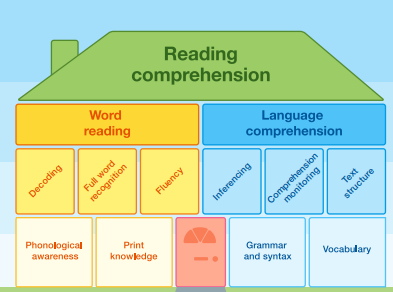 Reading
comprehension
Word
reading
Language
comprehension
Decoding
Full word
recognition
Fluency
Inferencing
Comprehension
monitoring
Text
structure
Phonological
awareness
Print
knowledge
Grammar
and syntax
Vocabulary